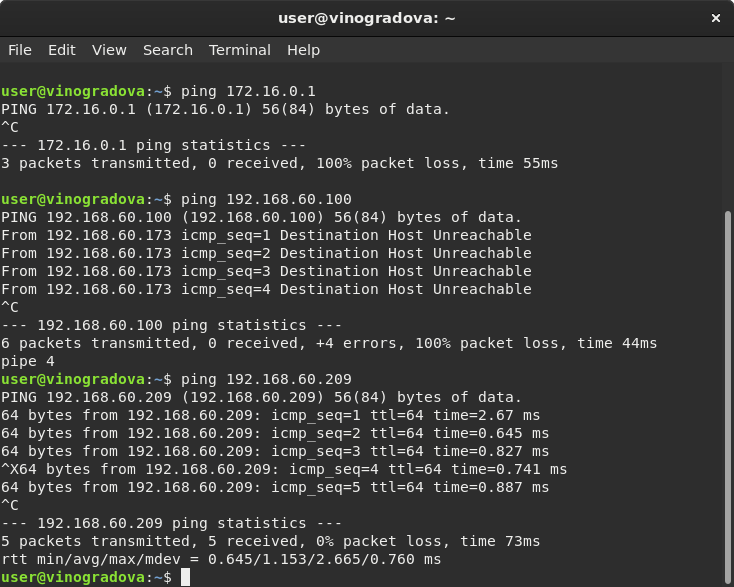 user@vinogradova: ~ ×
File Edit View Search Terminal Help
user@vinogradova:~$ ping 172.16.0.1
PING 172.16.0.1 (172.16.0.1) 56(84) bytes of data.
^C
--- 172.16.0.1 ping statistics ---
3 packets transmitted, 0 received, 100% packet loss, time 55ms
user@vinogradova:~$ ping 192.168.60.100
PING 192.168.60.100 (192.168.60.100) 56(84) bytes of data.
From 192.168.60.173 icmp_seq=1 Destination Host Unreachable
From 192.168.60.173 icmp_seq=2 Destination Host Unreachable
From 192.168.60.173 icmp_seq=3 Destination Host Unreachable
From 192.168.60.173 icmp_seq=4 Destination Host Unreachable
^C
--- 192.168.60.100 ping statistics ---
6 packets transmitted, 0 received, +4 errors, 100% packet loss, time 44ms
pipe 4
user@vinogradova:~$ ping 192.168.60.209
PING 192.168.60.209 (192.168.60.209) 56(84) bytes of data.
64 bytes from 192.168.60.209: icmp_seq=1 ttl=64 time=2.67 ms
64 bytes from 192.168.60.209: icmp_seq=2 ttl=64 time=0.645 ms
64 bytes from 192.168.60.209: icmp_seq=3 ttl=64 time=0.827 ms
^X64 bytes from 192.168.60.209: icmp_seq=4 ttl=64 time=0.741 ms
64 bytes from 192.168.60.209: icmp_seq=5 ttl=64 time=0.887 ms
^C
--- 192.168.60.209 ping statistics ---
5 packets transmitted, 5 received, 0% packet loss, time 73ms
rtt min/avg/max/mdev = 0.645/1.153/2.665/0.760 ms
user@vinogradova:~$